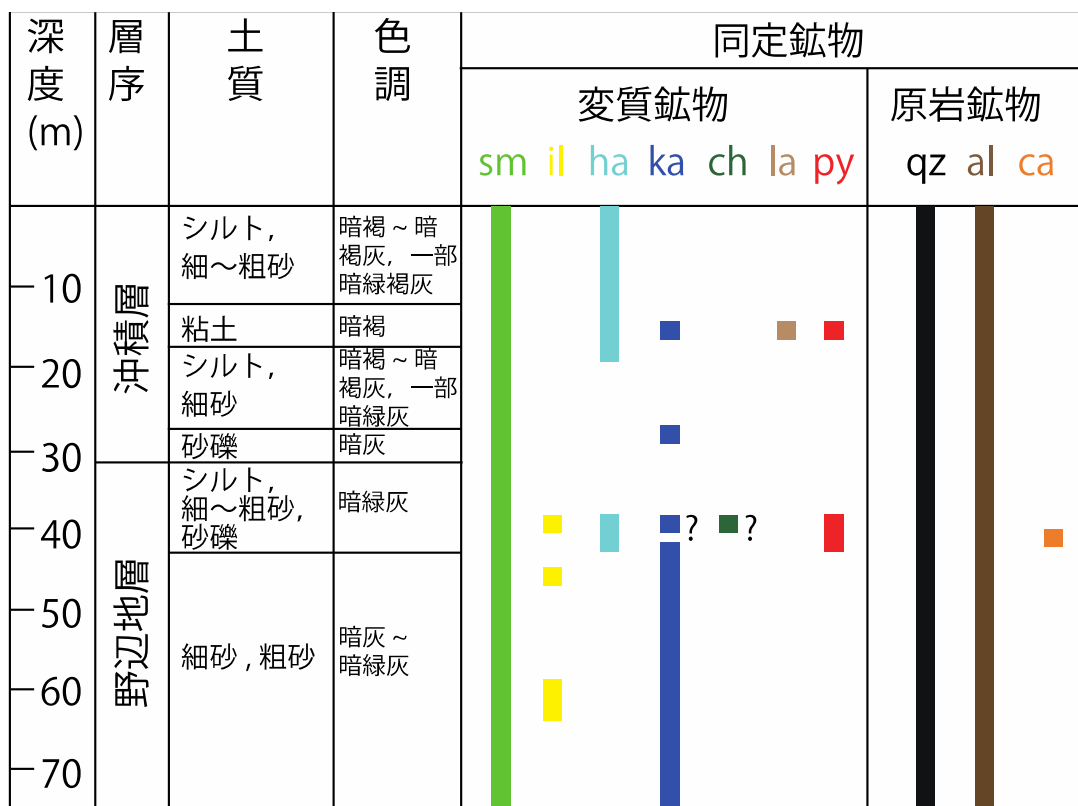 深度(m)
層序
土質
色調
同定鉱物
変質鉱物
原岩鉱物
sm il ha ka ch la py
qz al ca
10
20
30
40
50
60
70
沖積層
野辺地層
シルト,
細～粗砂
暗褐 ~ 暗
褐灰, 一部
暗緑褐灰
粘土
暗褐
シルト,
細砂
暗褐 ~ 暗
褐灰, 一部
暗緑灰
砂礫
暗灰
シルト,
細～粗砂,
砂礫
暗緑灰
? ?
細砂 , 粗砂
暗灰 ~
暗緑灰